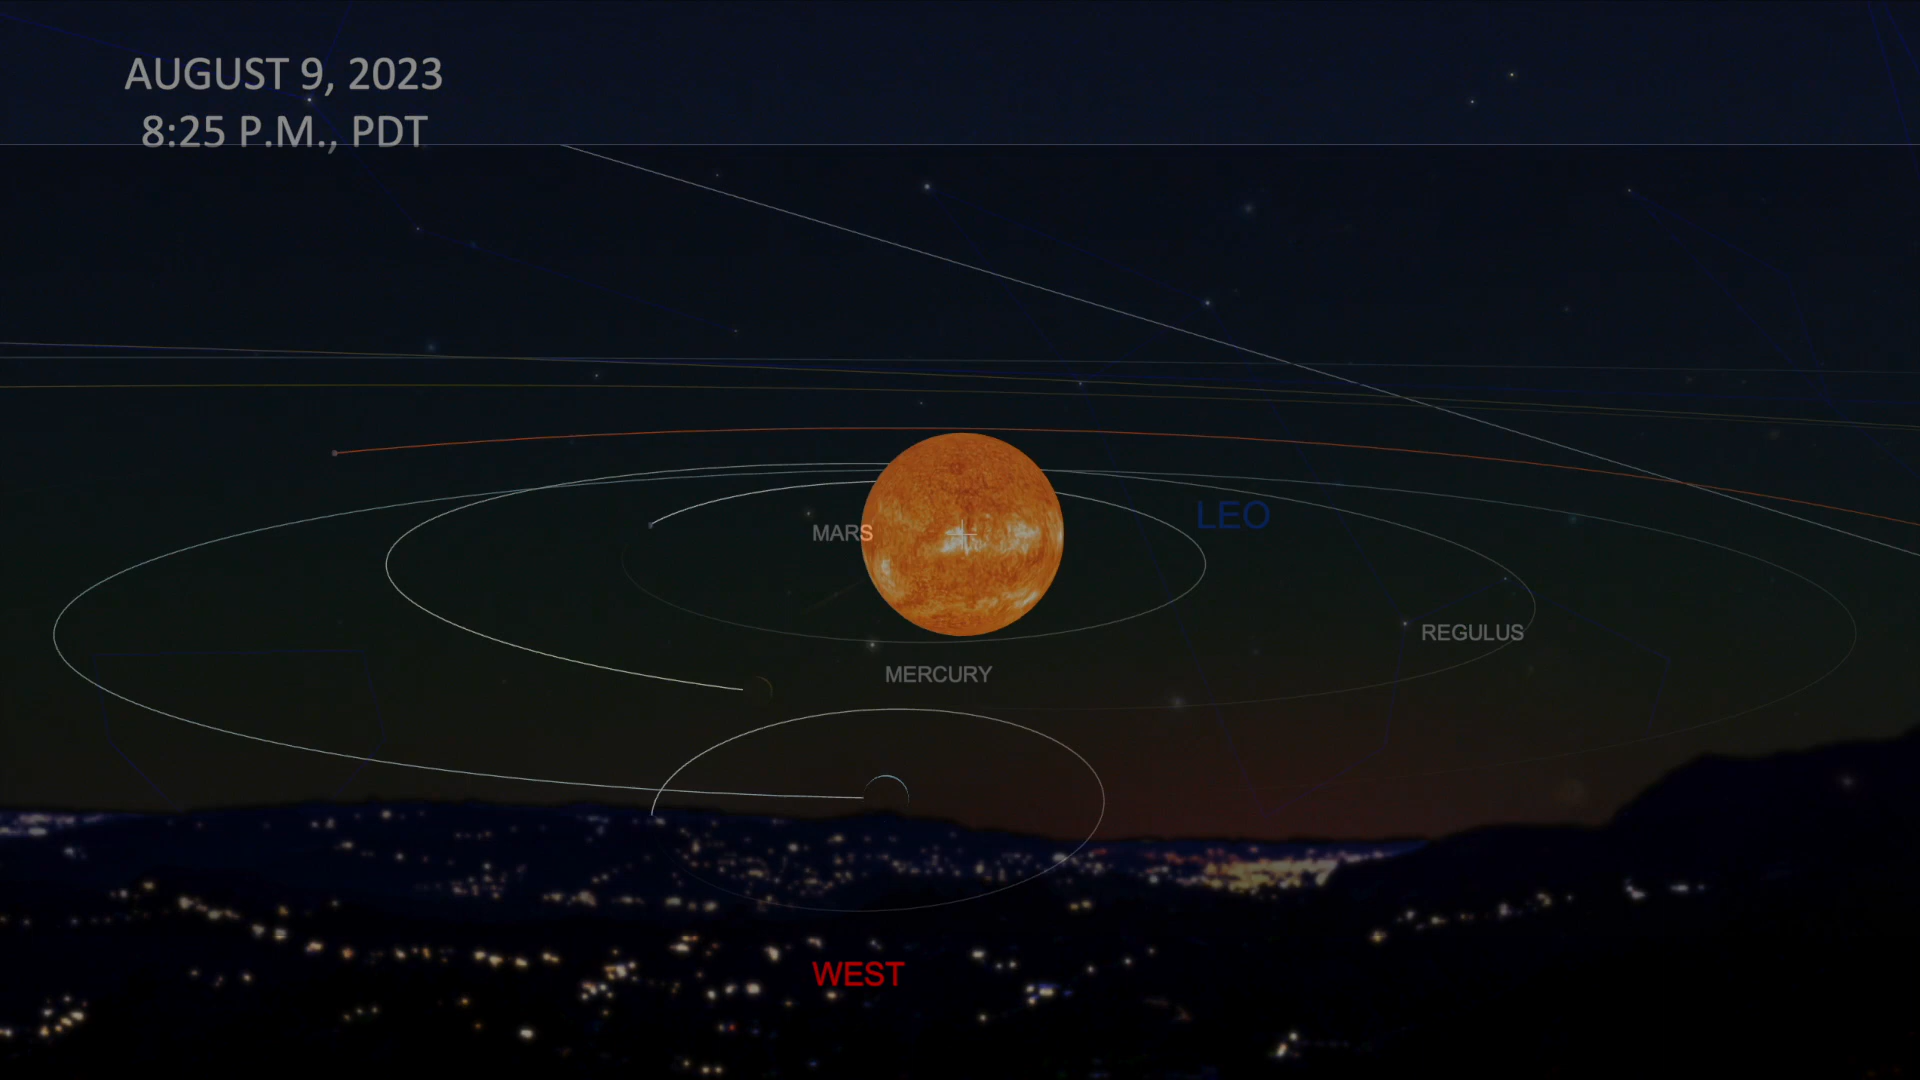 AUGUST 9, 2023
8:25 P.M., PDT
LEO
MARS
REGULUS
MERCURY
WEST